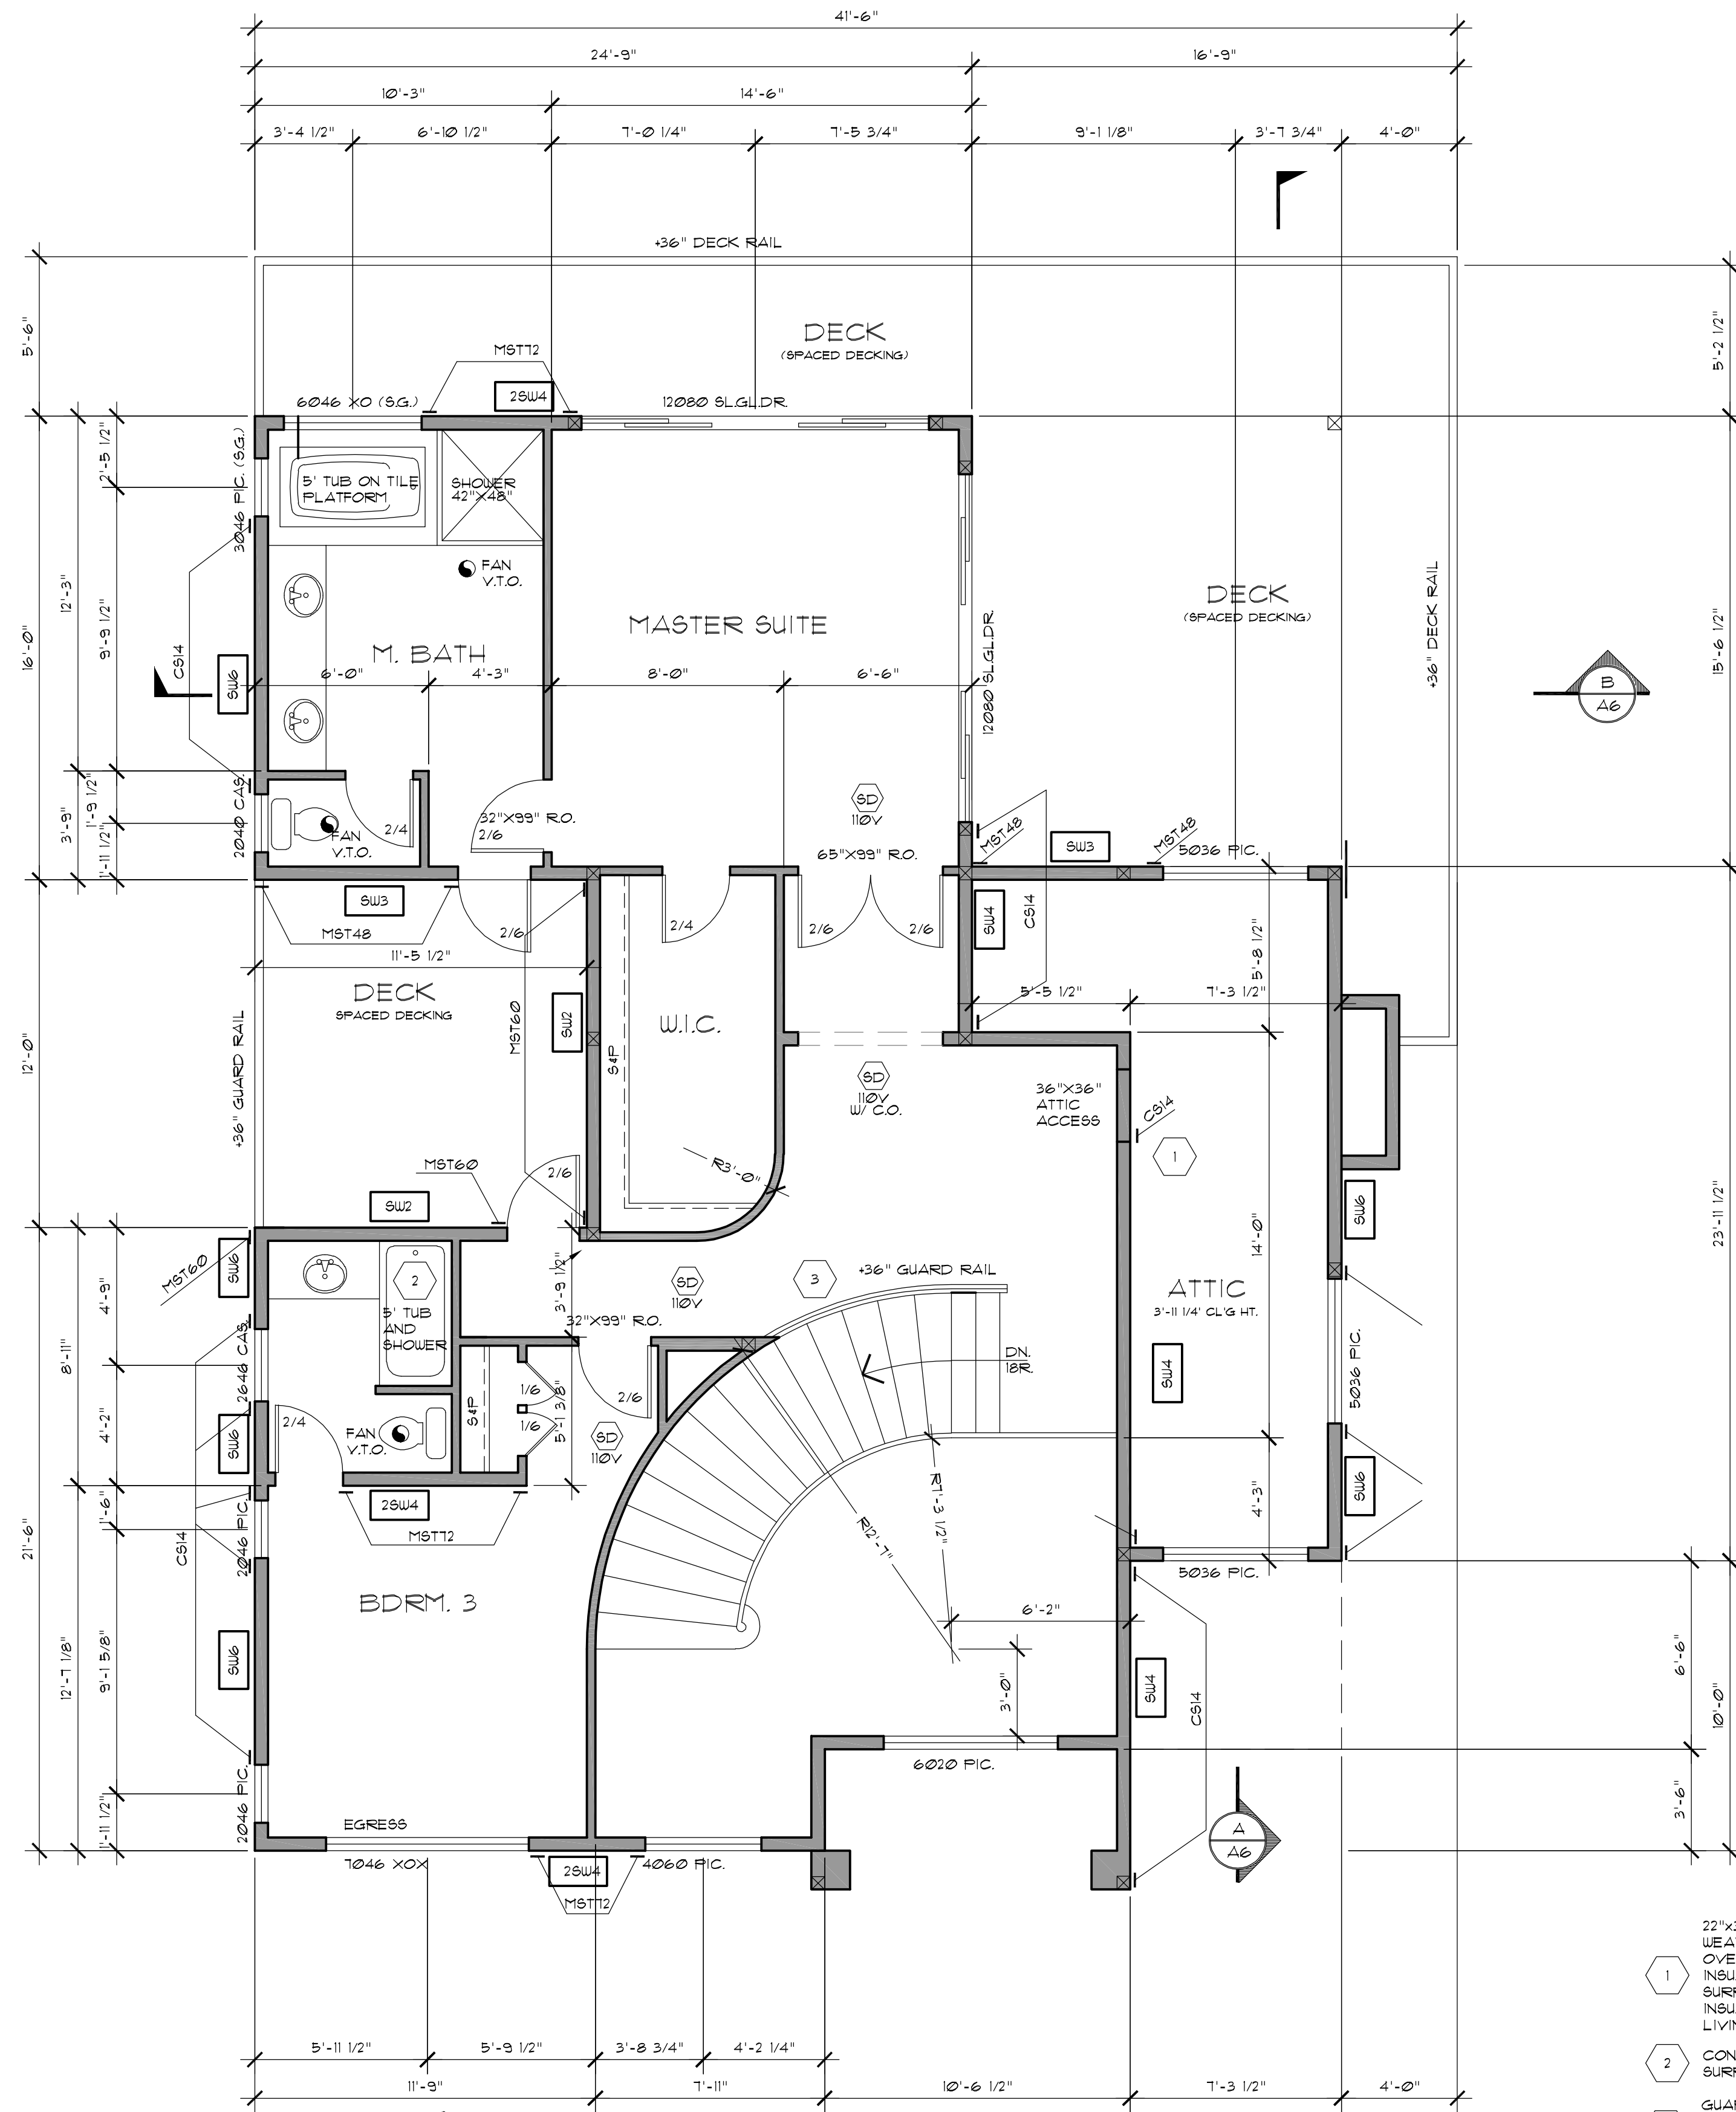 41'-6"
24'-9"
16'-9"
10'-3"
14'-6"
3'-4 1/2"
6'-10 1/2"
7'-0 1/4"
7'-5 3/4"
9'-1 1/8"
3'-7 3/4"
4'-0"
+36" DECK RAIL
5'-6"
DECK
(SPACED DECKING)
5'-2 1/2"
MST72
2SW4
6046 XO (S.G.)
12080 SL.GL.DR.
2'-5 1/2"
3046 PIC. (S.G.)
5' TUB ON TILE
PLATFORM
SHOWER
42"X48"
FAN
V.T.O.
12'-3"
16'-0"
9'-9 1/2"
CS14
SW6
M. BATH
MASTER SUITE
6'-0"
4'-3"
8'-0"
6'-6"
12080 SL.GL.DR.
DECK
(SPACED DECKING)
+36" DECK RAIL
15'-6 1/2"
B
A6
3'-9"
1'-9 1/2"
1'-11 1/2"
2040 CAS.
FAN
V.T.O.
2/4
32"X99" R.O.
2/6
SD
110V
65"X99" R.O.
MST48
SW3
MST48
5036 PIC.
SW3
MST48
2/6
2/4
2/6
2/6
SW4
CS14
5'-8 1/2"
11'-5 1/2"
5'-5 1/2"
7'-3 1/2"
DECK
SPACED DECKING
MST60
SW2
W.I.C.
S&P
12'-0"
+36" GUARD RAIL
SD
110V
W/ C.O.
36"X36"
ATTIC
ACCESS
CS14
1
R3'-0"
MST60
2/6
SW2
SW6
23'-11 1/2"
14'-0"
MST60
SW6
2
5' TUB
AND
SHOWER
3'-9 1/2"
SD
110V
3
+36" GUARD RAIL
ATTIC
3'-11 1/4' CL'G HT.
4'-9"
8'-11"
2646 CAS.
32"X99" R.O.
DN.
18R.
SW4
5036 PIC.
4'-2"
SW6
2/4
FAN
V.T.O.
S&P
1/6
1/6
2/6
5'-1 3/8"
SD
110V
R7'-3 1/2"
R12'-7"
4'-3"
SW6
21'-6"
1'-6"
CS14
2046 PIC.
2SW4
MST72
5036 PIC.
BDRM. 3
6'-2"
12'-7 1/8"
9'-1 5/8"
SW6
3'-0"
SW4
CS14
6'-6"
10'-0"
6020 PIC.
3'-6"
1'-11 1/2"
2046 PIC.
EGRESS
7046 XOX
2SW4
4060 PIC.
MST72
A
A6
1
2
5'-11 1/2"
5'-9 1/2"
3'-8 3/4"
4'-2 1/4"
11'-9"
7'-11"
10'-6 1/2"
7'-3 1/2"
4'-0"